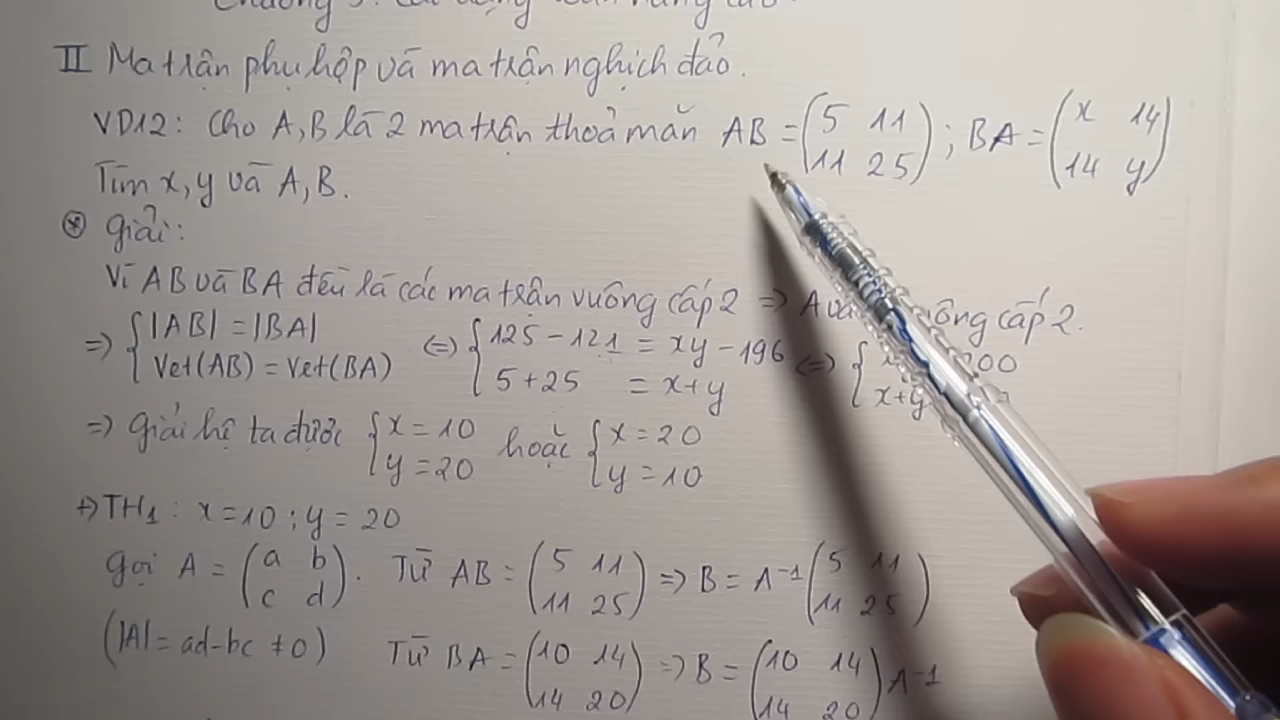 II Ma trận phụ hợp và ma trận nghịch đảo.
VD12: Cho A, B là 2 ma trận thoả mãn AB = (5 11; 11 25); BA = (x 14; 14 y)
Tìm x, y và A, B.
⊛ Giải:
Vì AB và BA đều là các ma trận vuông cấp 2 => A và vuông cấp 2.
=> { |AB| = |BA| <=> { 125 - 121 = xy - 196 <=> { x 200
Vet(AB) = Vet(BA) 5 + 25 = x + y x + y
=> Giải hệ ta được { x = 10 hoặc { x = 20
y = 20 y = 10
+) TH1: x = 10; y = 20
Gọi A = (a b; c d). Từ AB = (5 11; 11 25) => B = A⁻¹ (5 11; 11 25)
(|A| = ad - bc ≠ 0) Từ BA = (10 14; 14 20) => B = (10 14; 14 20) A⁻¹